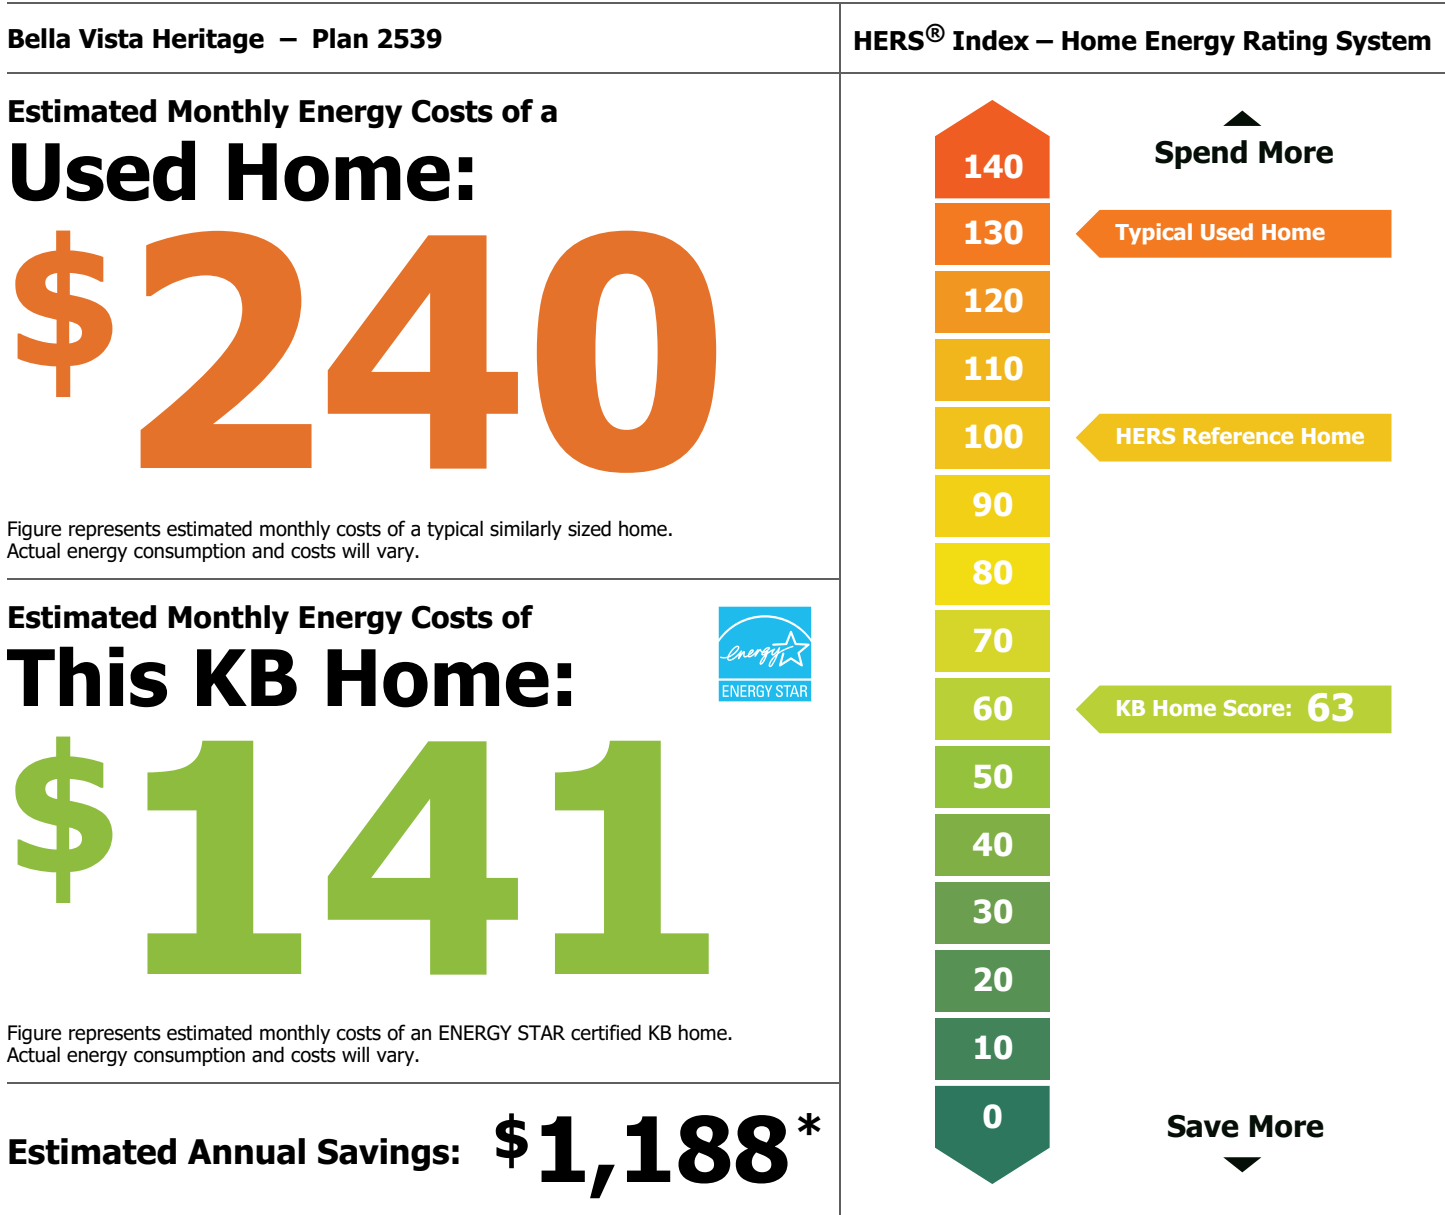 Bella Vista Heritage – Plan 2539
Estimated Monthly Energy Costs of a
Used Home:
$240
Figure represents estimated monthly costs of a typical similarly sized home.
Actual energy consumption and costs will vary.
Estimated Monthly Energy Costs of
This KB Home:
energy
ENERGY STAR
$141
Figure represents estimated monthly costs of an ENERGY STAR certified KB home.
Actual energy consumption and costs will vary.
Estimated Annual Savings: $1,188*
HERS® Index – Home Energy Rating System
Spend More
140
130 Typical Used Home
120
110
100 HERS Reference Home
90
80
70
60 KB Home Score: 63
50
40
30
20
10
0
Save More